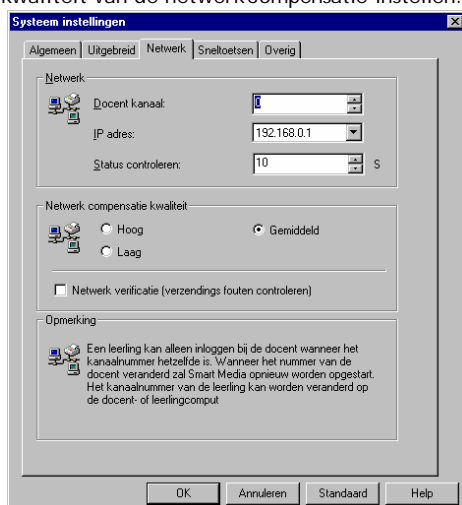 kwaliteit van de netwerkcompensatie instellen.
Systeem instellingen
Algemeen Uitgebreid Netwerk Sneltoetsen Overig
Netwerk
Docent kanaal: 0
IP adres: 192.168.0.1
Status controleren: 10 S
Netwerk compensatie kwaliteit
Hoog Gemiddeld
Laag
Netwerk verificatie (verzendings fouten controleren)
Opmerking
Een leerling kan alleen inloggen bij de docent wanneer het
kanaalnummer hetzelfde is. Wanneer het nummer van de
docent veranderd zal Smart Media opnieuw worden opgestart.
Het kanaalnummer van de leerling kan worden veranderd op
de docent- of leerlingcomput
OK Annuleren Standaard Help